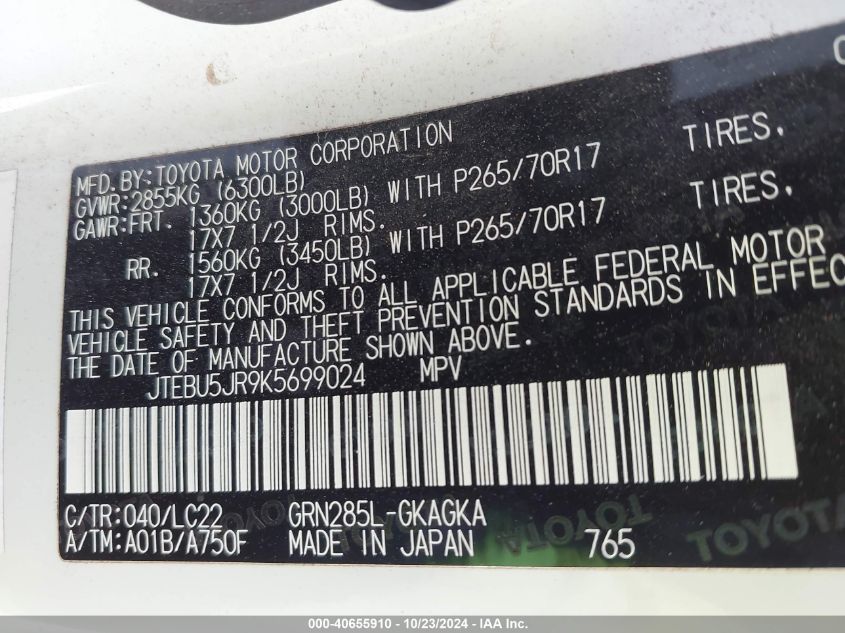 MFD. BY: TOYOTA MOTOR CORPORATION
GVWR: 2855KG (6300LB)
GAWR: FRT. 1360KG (3000LB) WITH P265/70R17 TIRES,
17X7 1/2J RIMS.
RR. 1560KG (3450LB) WITH P265/70R17 TIRES,
17X7 1/2J RIMS.
THIS VEHICLE CONFORMS TO ALL APPLICABLE FEDERAL MOTOR
VEHICLE SAFETY AND THEFT PREVENTION STANDARDS IN EFFEC
THE DATE OF MANUFACTURE SHOWN ABOVE.
JTEBU5JR9K5699024 MPV
C/TR: 040/LC22 GRN285L-GKAGKA
A/TM: A01B/A750F MADE IN JAPAN 765
TOYOTA
000-40655910 - 10/23/2024 - IAA Inc.